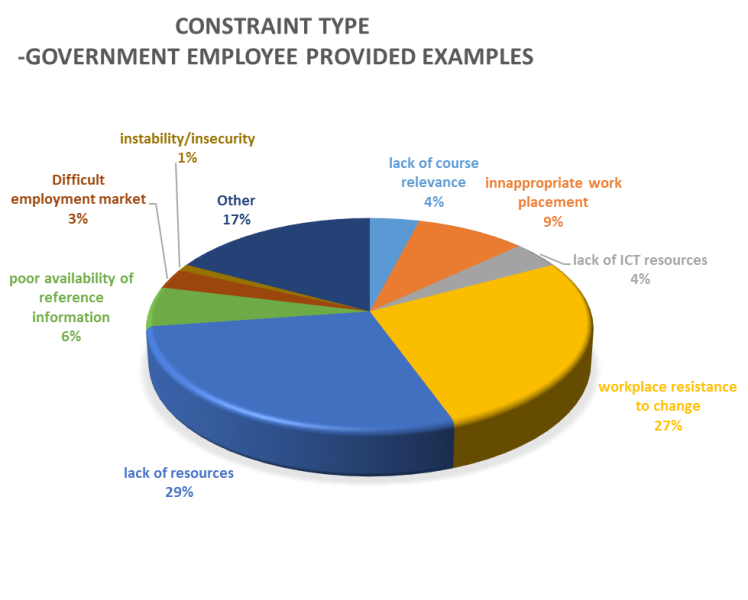 CONSTRAINT TYPE
-GOVERNMENT EMPLOYEE PROVIDED EXAMPLES
instability/insecurity
1%
lack of course
relevance
4%
innappropriate work
placement
9%
Difficult
employment market
3%
Other
17%
lack of ICT resources
4%
poor availability of
reference
information
6%
workplace resistance
to change
27%
lack of resources
29%